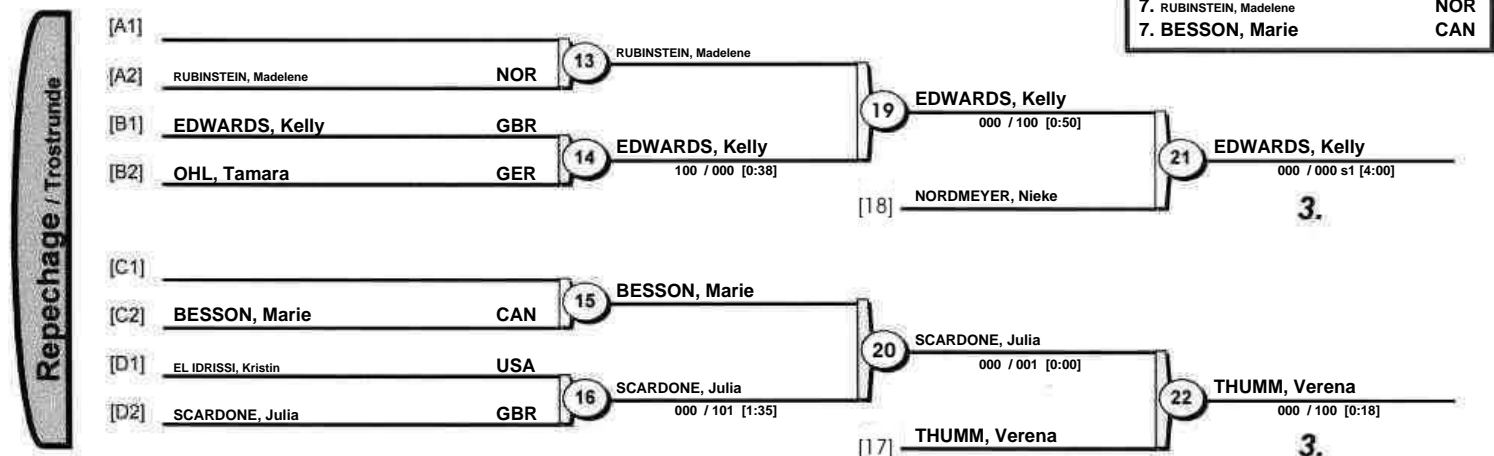 7. RUBINSTEIN, Madelene NOR
7. BESSON, Marie CAN
Repechage / Trostrunde
[A1]
[A2] RUBINSTEIN, Madelene NOR
13 RUBINSTEIN, Madelene
[B1] EDWARDS, Kelly GBR
[B2] OHL, Tamara GER
14 EDWARDS, Kelly
100 / 000 [0:38]
19 EDWARDS, Kelly
000 / 100 [0:50]
[18] NORDMEYER, Nieke
21 EDWARDS, Kelly
000 / 000 s1 [4:00]
3.
[C1]
[C2] BESSON, Marie CAN
15 BESSON, Marie
[D1] EL IDRISSI, Kristin USA
[D2] SCARDONE, Julia GBR
16 SCARDONE, Julia
000 / 101 [1:35]
20 SCARDONE, Julia
000 / 001 [0:00]
[17] THUMM, Verena
22 THUMM, Verena
000 / 100 [0:18]
3.